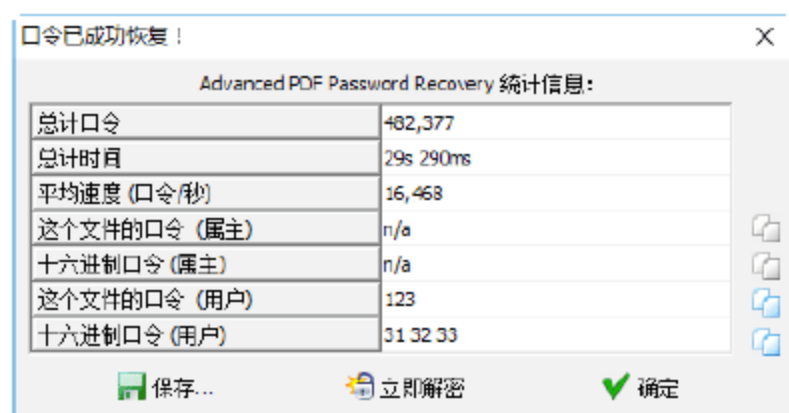 口令已成功恢复！
Advanced PDF Password Recovery 统计信息：
总计口令 482,377
总计时间 29s 290ms
平均速度 (口令/秒) 16,468
这个文件的口令 (属主) n/a
十六进制口令 (属主) n/a
这个文件的口令 (用户) 123
十六进制口令 (用户) 31 32 33
保存... 立即解密 确定